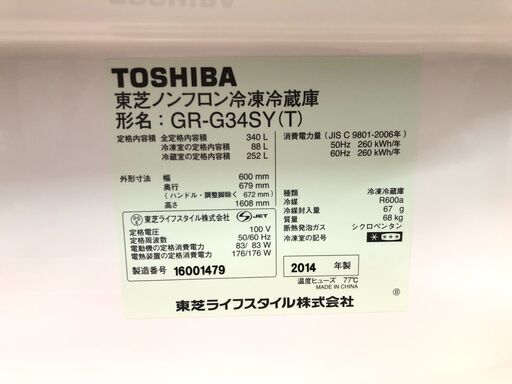 TOSHIBA
東芝ノンフロン冷凍冷蔵庫
形名：GR-G34SY(T)
定格内容積 全定格内容積 340 L
冷凍室の定格内容積 88 L
冷蔵室の定格内容積 252 L
外形寸法 幅 600 mm
奥行 679 mm
(ハンドル・調整脚除く 672 mm)
高さ 1608 mm
東芝ライフスタイル株式会社 S JET
定格電圧 100 V
定格周波数 50/60 Hz
電動機の定格消費電力 83/ 83 W
電熱装置の定格消費電力 176/176 W
製造番号 16001479
消費電力量 (JIS C 9801-2006年)
50Hz 260 kWh/年
60Hz 260 kWh/年
種類 冷凍冷蔵庫
冷媒 R600a
冷媒封入量 67 g
質量 68 kg
断熱発泡ガス シクロペンタン
冷凍室の記号
2014 年製
温度ヒューズ 77℃
MADE IN CHINA
東芝ライフスタイル株式会社
Ⓑ